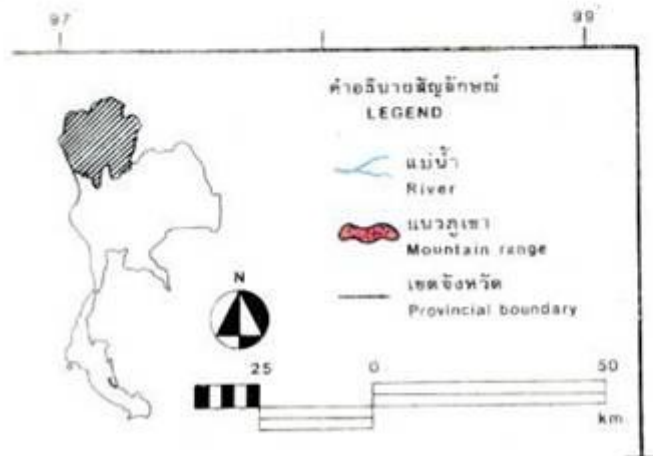 97° 99°
คำอธิบายสัญลักษณ์
LEGEND
แม่น้ำ
River
แนวภูเขา
Mountain range
เขตจังหวัด
Provincial boundary
N
25 0 50
km.